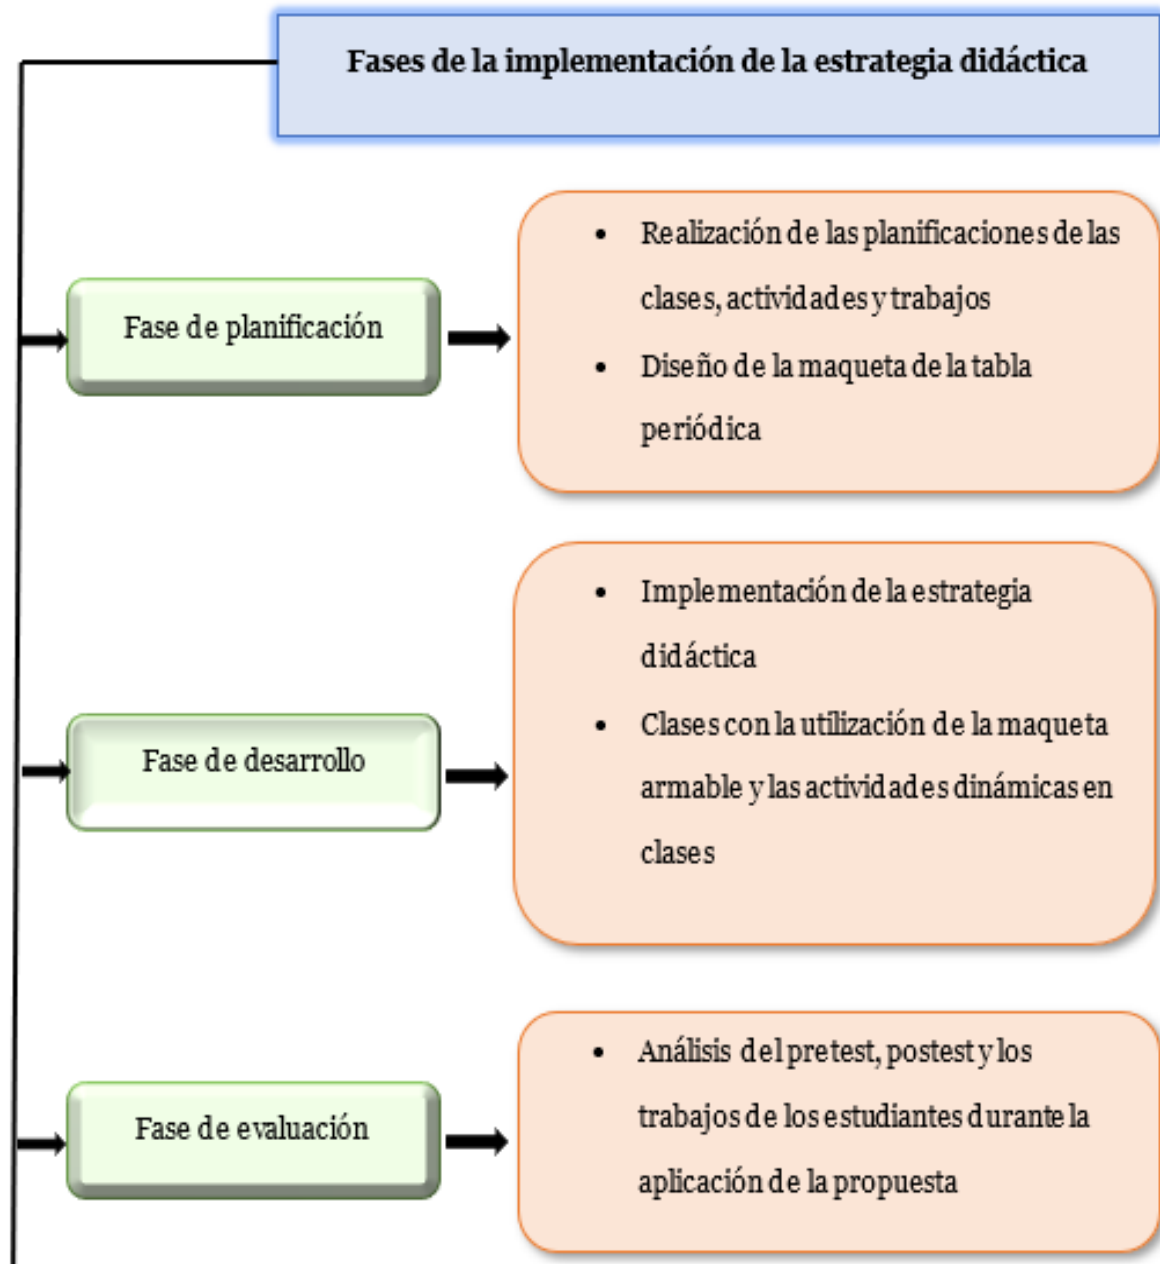 Fases de la implementación de la estrategia didáctica
Fase de planificación
• Realización de las planificaciones de las
clases, actividades y trabajos
• Diseño de la maqueta de la tabla
periódica
Fase de desarrollo
• Implementación de la estrategia
didáctica
• Clases con la utilización de la maqueta
armable y las actividades dinámicas en
clases
Fase de evaluación
• Análisis del pretest, postest y los
trabajos de los estudiantes durante la
aplicación de la propuesta